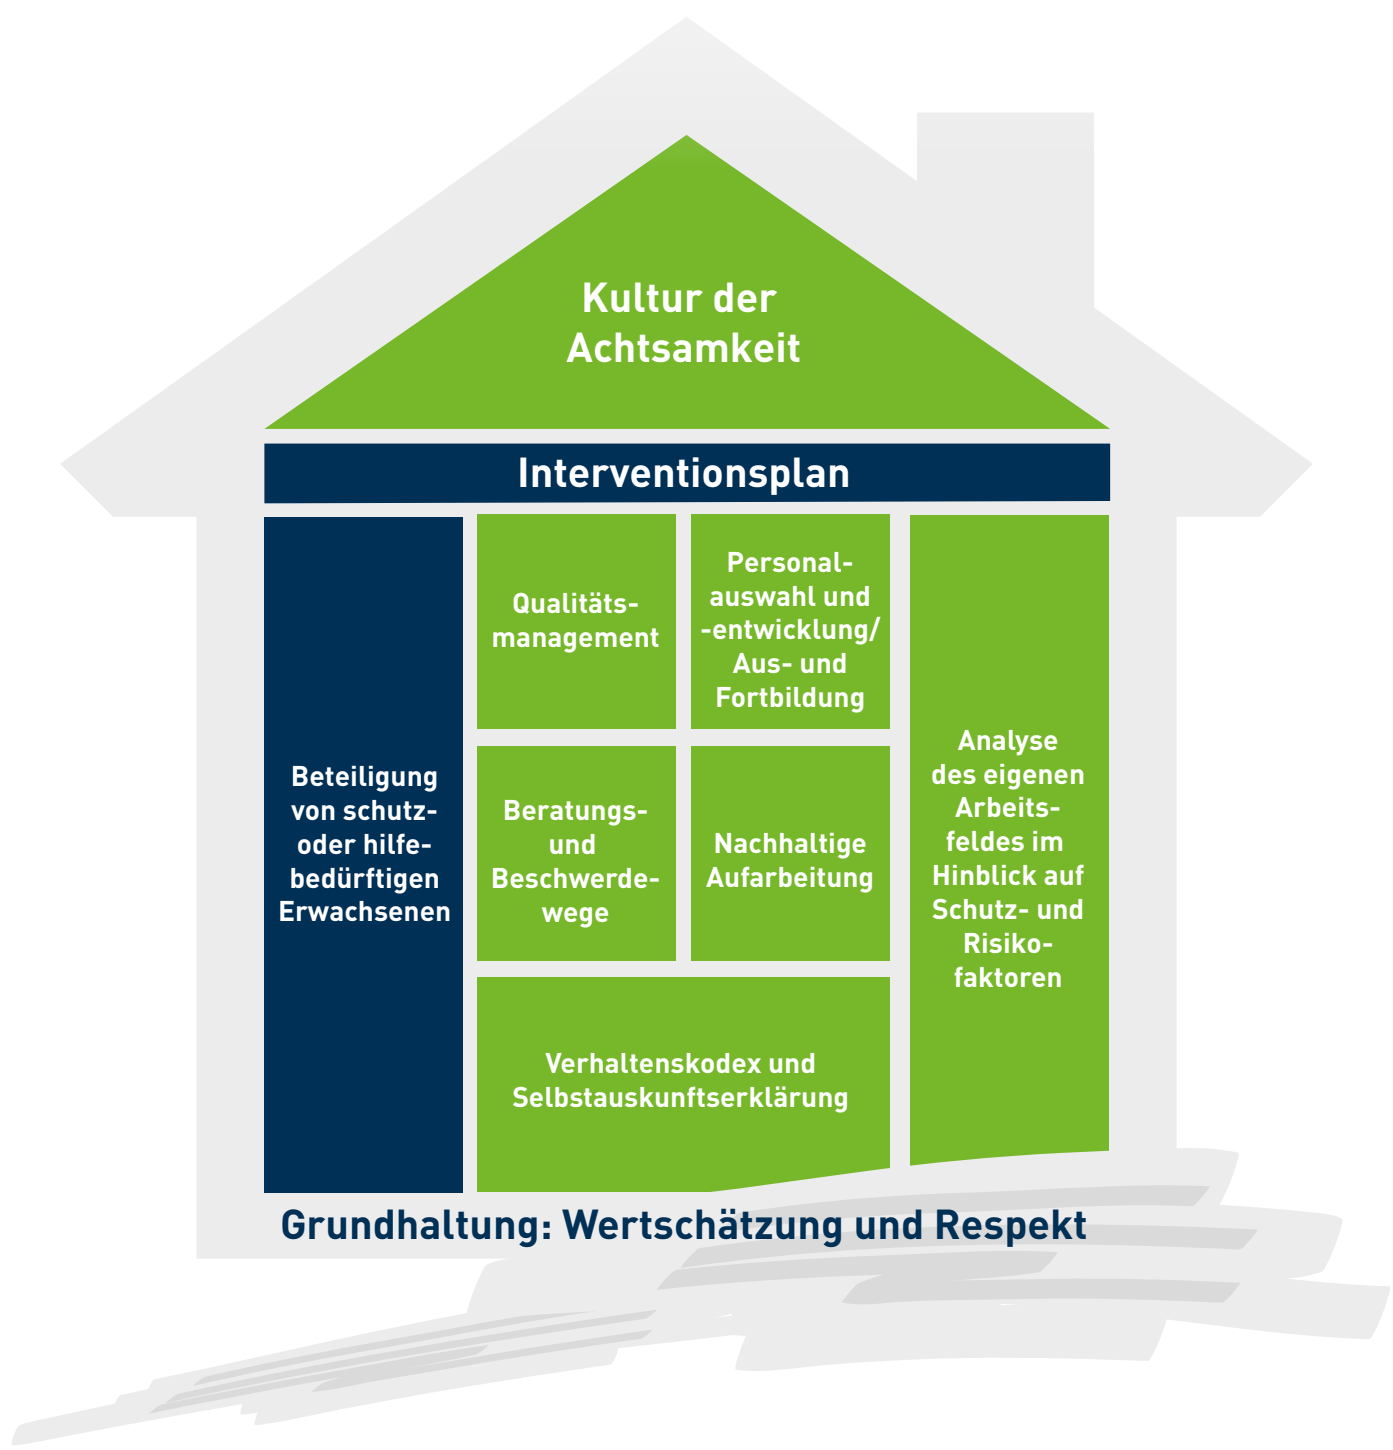 Kultur der
Achtsamkeit
Interventionsplan
Beteiligung
von schutz-
oder hilfe-
bedürftigen
Erwachsenen
Qualitäts-
management
Personal-
auswahl und
-entwicklung/
Aus- und
Fortbildung
Beratungs-
und
Beschwerde-
wege
Nachhaltige
Aufarbeitung
Verhaltenskodex und
Selbstauskunftserklärung
Analyse
des eigenen
Arbeits-
feldes im
Hinblick auf
Schutz- und
Risiko-
faktoren
Grundhaltung: Wertschätzung und Respekt